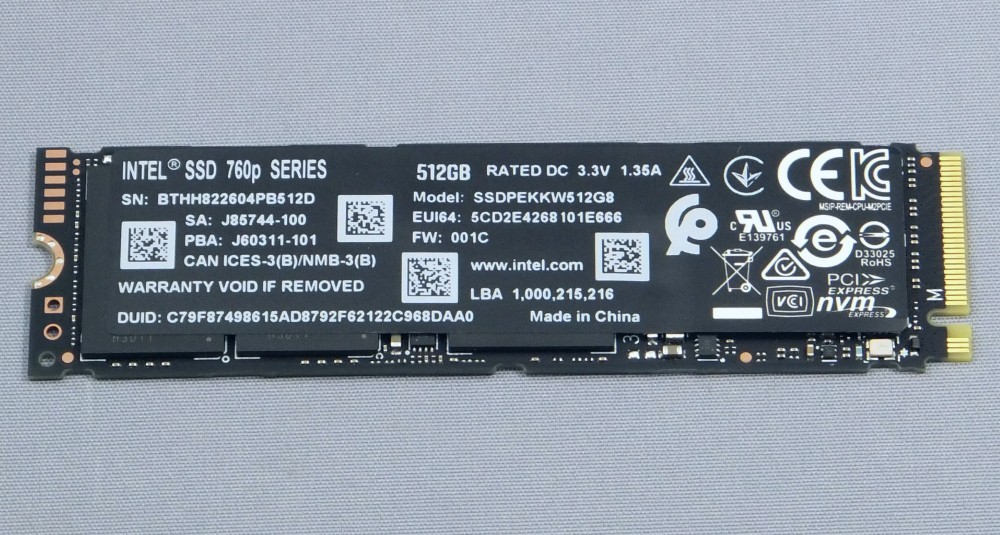 INTEL® SSD 760p SERIES
512GB RATED DC 3.3V 1.35A
SN: BTHH822604PB512D
SA: J85744-100
PBA: J60311-101
CAN ICES-3(B)/NMB-3(B)
WARRANTY VOID IF REMOVED
DUID: C79F87498615AD8792F62122C968DAA0
Model: SSDPEKKW512G8
EUI64: 5CD2E4268101E666
FW: 001C
www.intel.com
LBA 1,000,215,216
Made in China
CE
MSIP-REM-CPU-M2PCIE
C US
E139761
D33025
RoHS
VCI
PCI
EXPRESS®
nvm
EXPRESS
M